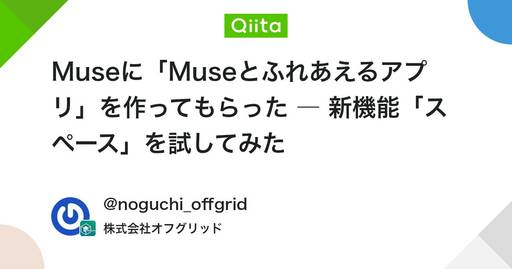 Qiita
Museに「Museとふれあえるアプ
リ」を作ってもらった ― 新機能「ス
ペース」を試してみた
@noguchi_offgrid
株式会社オフグリッド